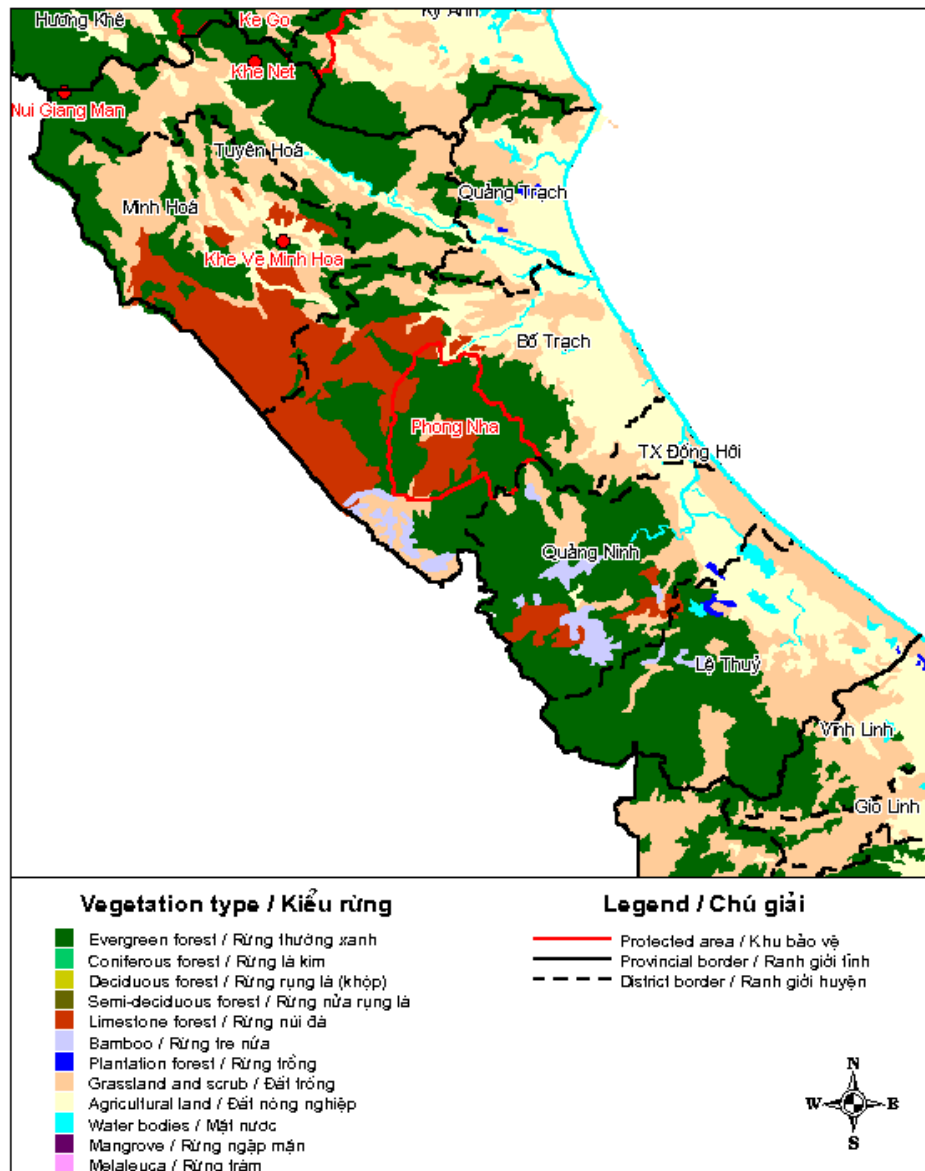 Hương Khê
Ke Go
Kỳ Anh
Khe Net
Nui Giang Man
Tuyên Hoá
Quảng Trạch
Minh Hoá
Khe Ve Minh Hoa
Bố Trạch
Phong Nha
TX Đồng Hới
Quảng Ninh
Lệ Thuỷ
Vĩnh Linh
Gio Linh
Vegetation type / Kiểu rừng
Evergreen forest / Rừng thường xanh
Coniferous forest / Rừng lá kim
Deciduous forest / Rừng rụng lá (khộp)
Semi-deciduous forest / Rừng nửa rụng lá
Limestone forest / Rừng núi đá
Bamboo / Rừng tre nứa
Plantation forest / Rừng trồng
Grassland and scrub / Đất trống
Agricultural land / Đất nông nghiệp
Water bodies / Mặt nước
Mangrove / Rừng ngập mặn
Melaleuca / Rừng tràm
Legend / Chú giải
Protected area / Khu bảo vệ
Provincial border / Ranh giới tỉnh
District border / Ranh giới huyện
N
W E
S